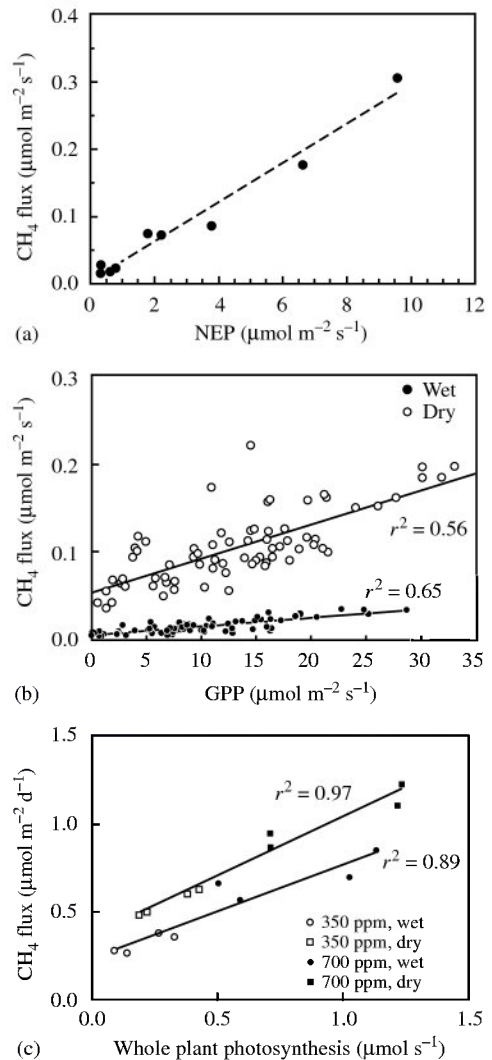 0.4
0.3
0.2
0.1
0.0
CH₄ flux (μmol m⁻² s⁻¹)
0 2 4 6 8 10 12
(a) NEP (μmol m⁻² s⁻¹)
0.3
0.2
0.1
0.0
CH₄ flux (μmol m⁻² s⁻¹)
● Wet
○ Dry
r² = 0.56
r² = 0.65
0 5 10 15 20 25 30 35
(b) GPP (μmol m⁻² s⁻¹)
1.5
1.0
0.5
0.0
CH₄ flux (μmol m⁻² d⁻¹)
r² = 0.97
r² = 0.89
○ 350 ppm, wet
□ 350 ppm, dry
● 700 ppm, wet
■ 700 ppm, dry
0.0 0.5 1.0 1.5
(c) Whole plant photosynthesis (μmol s⁻¹)